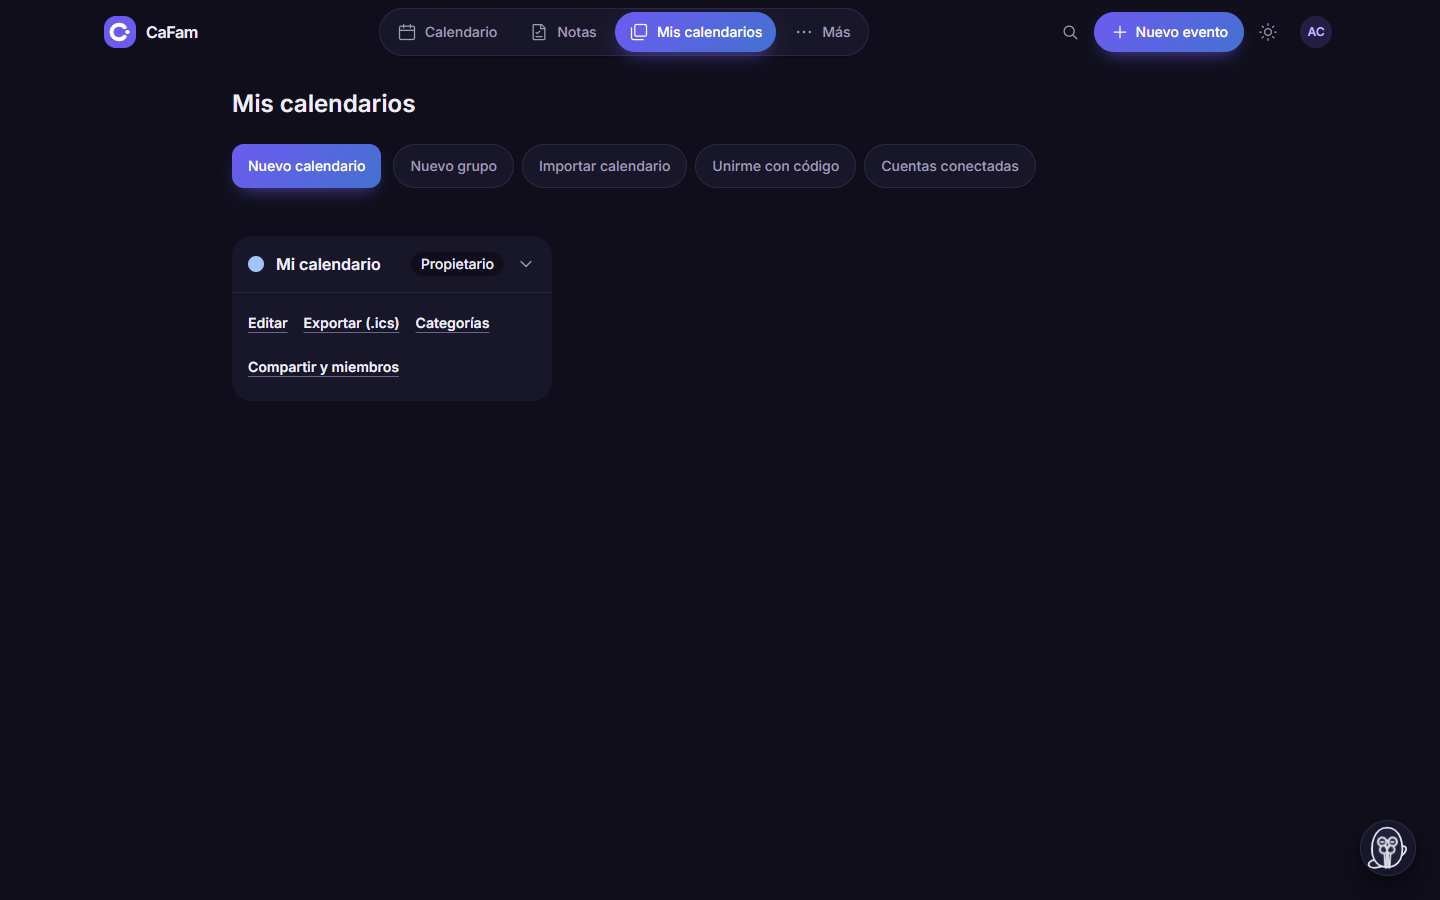 CaFam
Calendario
Notas
Mis calendarios
Más
Nuevo evento
AC
Mis calendarios
Nuevo calendario
Nuevo grupo
Importar calendario
Unirme con código
Cuentas conectadas
Mi calendario
Propietario
Editar
Exportar (.ics)
Categorías
Compartir y miembros